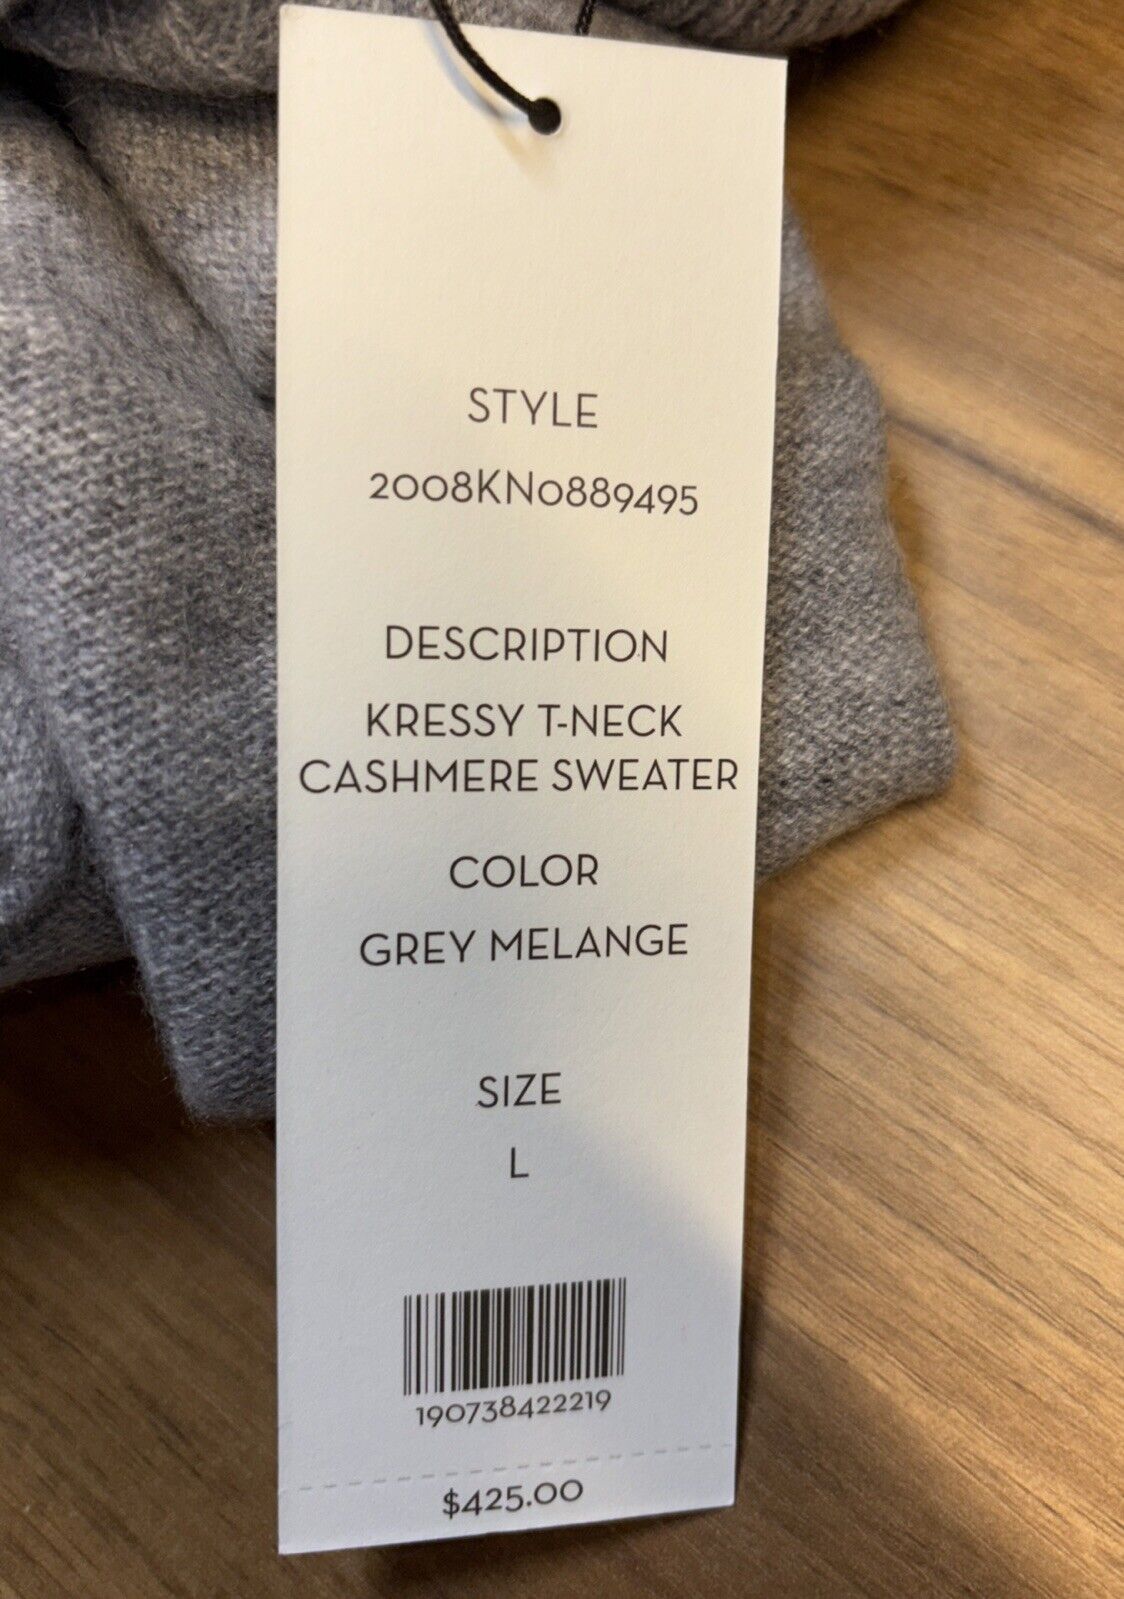 STYLE
2008KN0889495
DESCRIPTION
KRESSY T-NECK
CASHMERE SWEATER
COLOR
GREY MELANGE
SIZE
L
190738422219
$425.00